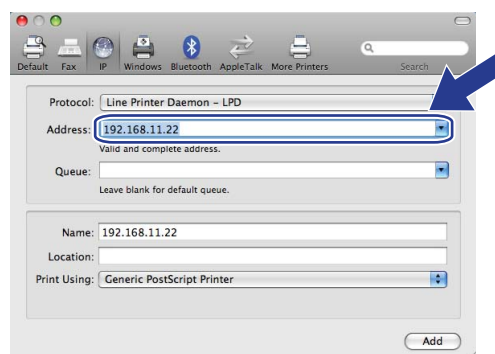 Default Fax IP Windows Bluetooth AppleTalk More Printers Search
Protocol: Line Printer Daemon – LPD
Address: 192.168.11.22
Valid and complete address.
Queue:
Leave blank for default queue.
Name: 192.168.11.22
Location:
Print Using: Generic PostScript Printer
Add